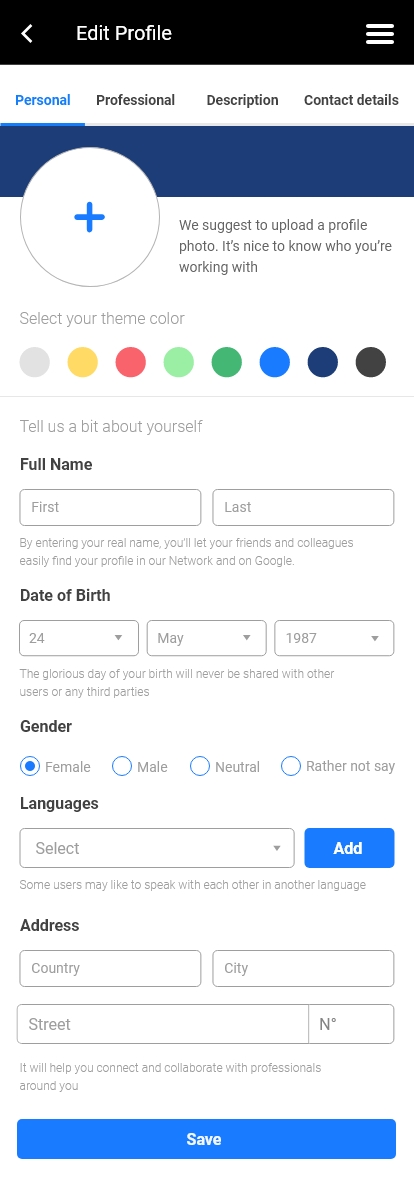 Edit Profile
Personal Professional Description Contact details
We suggest to upload a profile
photo. It’s nice to know who you’re
working with
Select your theme color
Tell us a bit about yourself
Full Name
First Last
By entering your real name, you’ll let your friends and colleagues
easily find your profile in our Network and on Google.
Date of Birth
24 May 1987
The glorious day of your birth will never be shared with other
users or any third parties
Gender
Female Male Neutral Rather not say
Languages
Select Add
Some users may like to speak with each other in another language
Address
Country City
Street N°
It will help you connect and collaborate with professionals
around you
Save